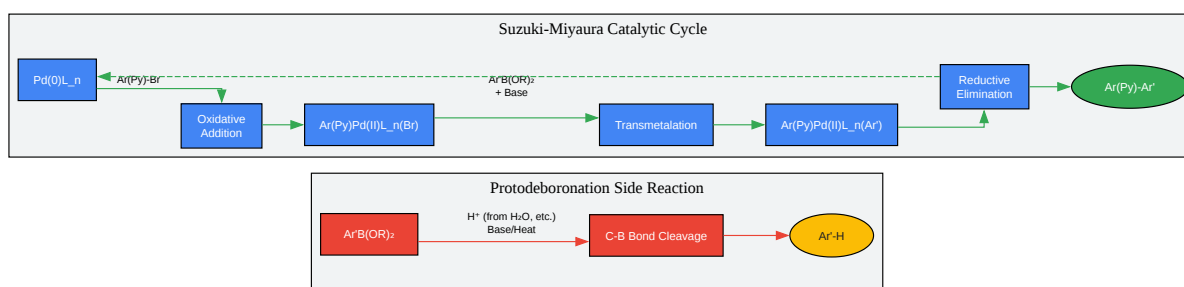 Suzuki-Miyaura Catalytic Cycle
Pd(0)L_n
Ar(Py)-Br
Oxidative
Addition
Ar(Py)Pd(II)L_n(Br)
Ar'B(OR)₂
+ Base
Transmetalation
Ar(Py)Pd(II)L_n(Ar')
Reductive
Elimination
Ar(Py)-Ar'
Protodeboronation Side Reaction
Ar'B(OR)₂
H⁺ (from H₂O, etc.)
Base/Heat
C-B Bond Cleavage
Ar'-H